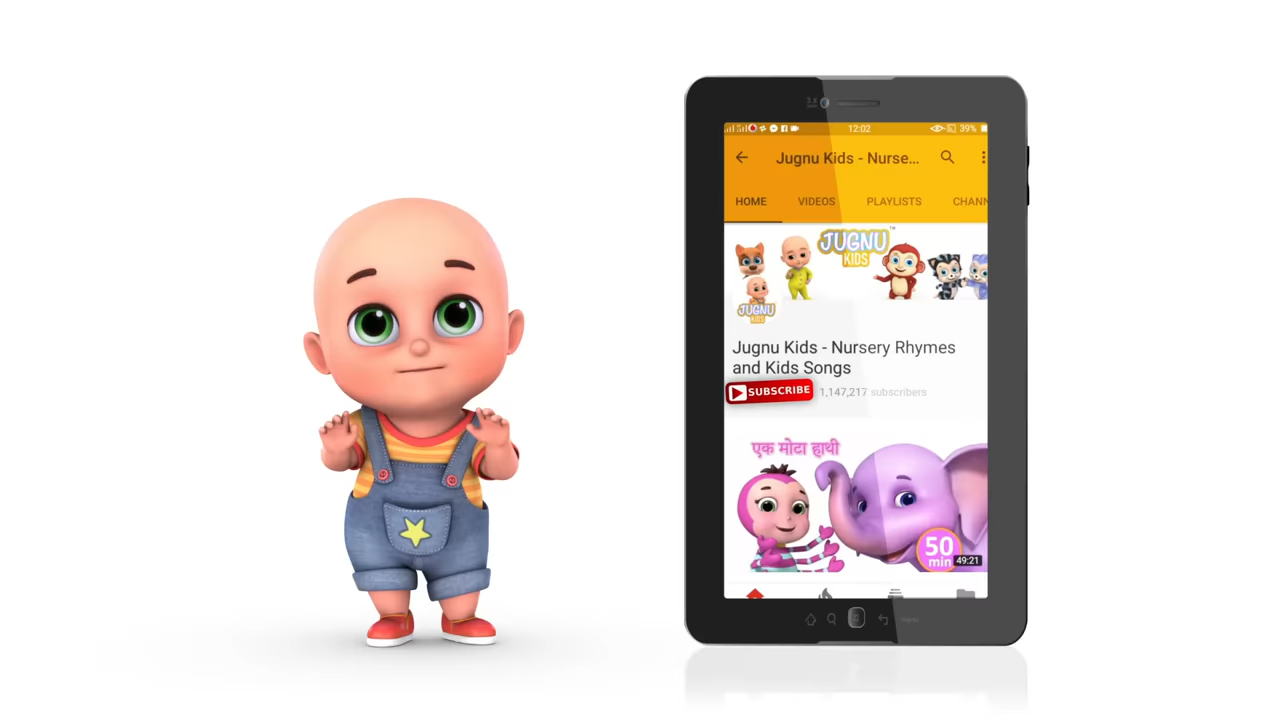 12:02
39%
Jugnu Kids - Nurse...
HOME
VIDEOS
PLAYLISTS
CHANN
JUGNU
KIDS
™
JUGNU
KIDS
Jugnu Kids - Nursery Rhymes
and Kids Songs
SUBSCRIBE
1,147,217 subscribers
एक मोटा हाथी
50
min
49:21